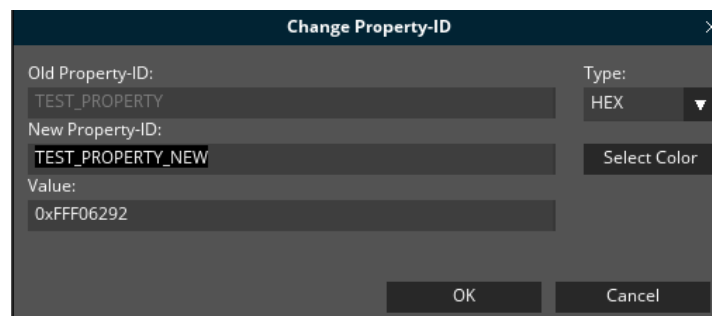 Change Property-ID
Old Property-ID:
Type:
TEST_PROPERTY
HEX
New Property-ID:
TEST_PROPERTY_NEW
Select Color
Value:
0xFFF06292
OK
Cancel